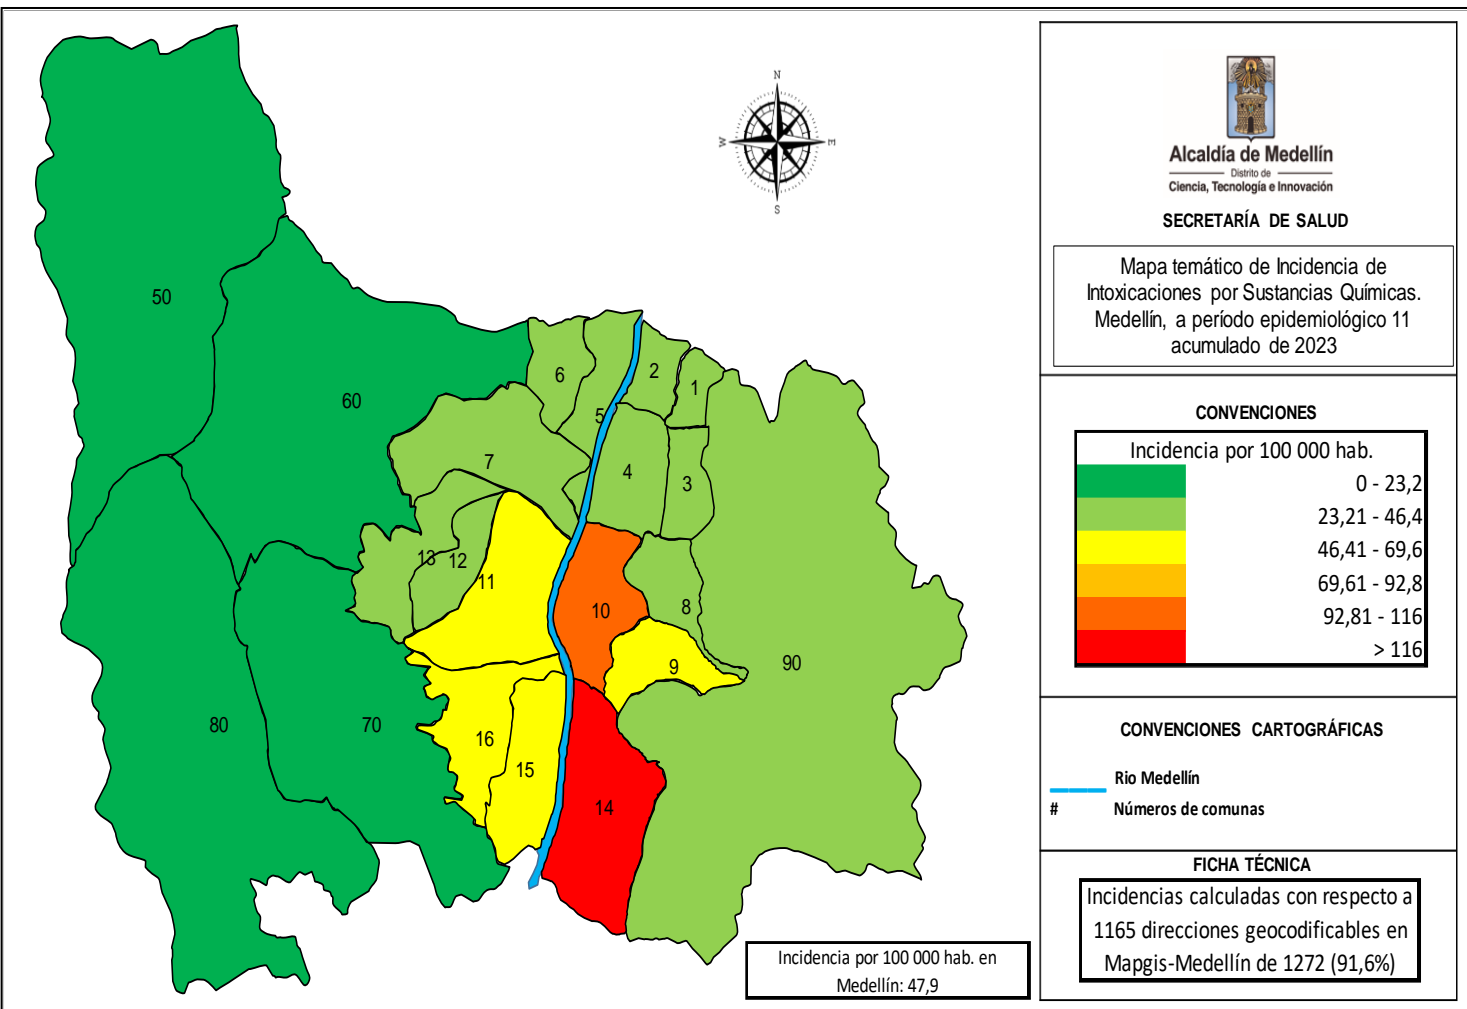 N
W
E
S
50
60
6
5
2
1
7
4
3
13
12
11
10
8
9
90
80
70
16
15
14
Incidencia por 100 000 hab. en
Medellín: 47,9
Alcaldía de Medellín
Distrito de
Ciencia, Tecnología e Innovación
SECRETARÍA DE SALUD
Mapa temático de Incidencia de
Intoxicaciones por Sustancias Químicas.
Medellín, a período epidemiológico 11
acumulado de 2023
CONVENCIONES
Incidencia por 100 000 hab.
0 - 23,2
23,21 - 46,4
46,41 - 69,6
69,61 - 92,8
92,81 - 116
> 116
CONVENCIONES CARTOGRÁFICAS
Rio Medellín
# Números de comunas
FICHA TÉCNICA
Incidencias calculadas con respecto a
1165 direcciones geocodificables en
Mapgis-Medellín de 1272 (91,6%)